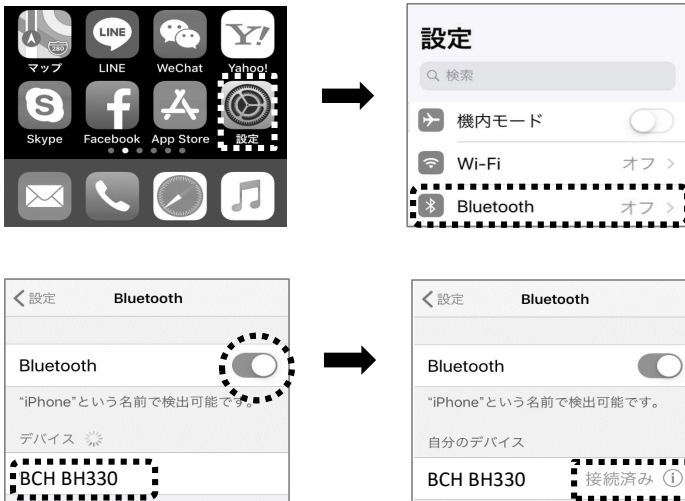 280
マップ LINE WeChat Yahoo!
LINE
Y!
S
f
Skype Facebook App Store 設定
設定
検索
機内モード
Wi-Fi オフ
Bluetooth オフ
設定 Bluetooth
Bluetooth
“iPhone”という名前で検出可能です。
デバイス
BCH BH330
設定 Bluetooth
Bluetooth
“iPhone”という名前で検出可能です。
自分のデバイス
BCH BH330 接続済み